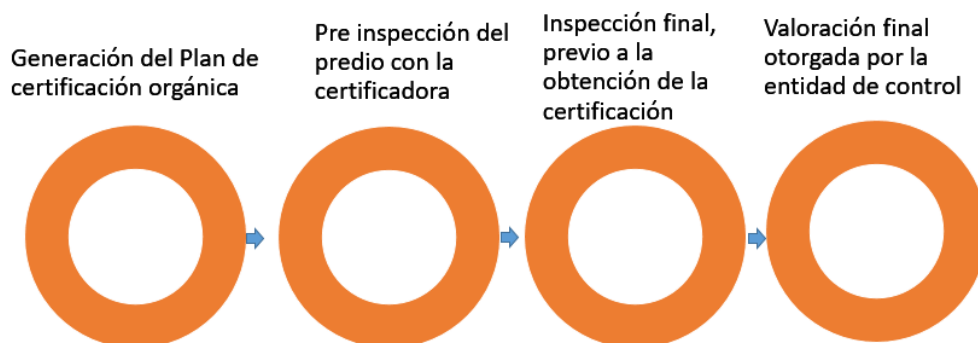 Generación del Plan de
certificación orgánica
Pre inspección del
predio con la
certificadora
Inspección final,
previo a la
obtención de la
certificación
Valoración final
otorgada por la
entidad de control